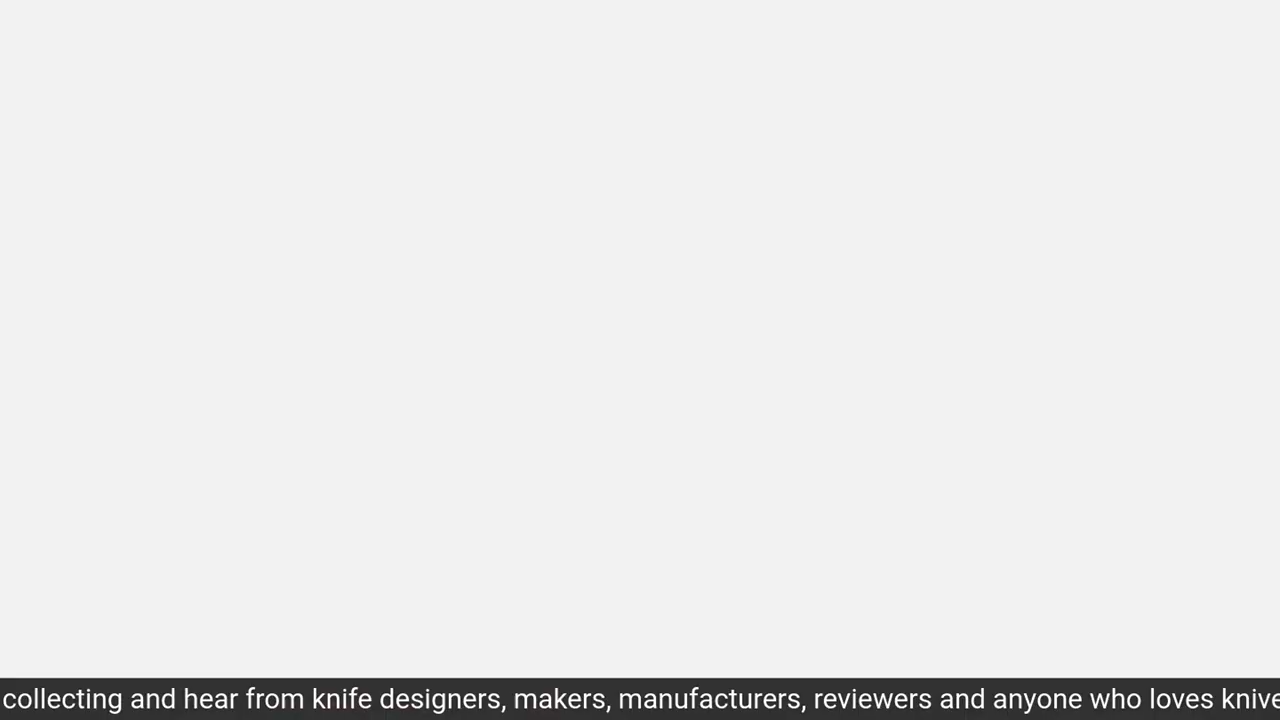 collecting and hear from knife designers, makers, manufacturers, reviewers and anyone who loves knive